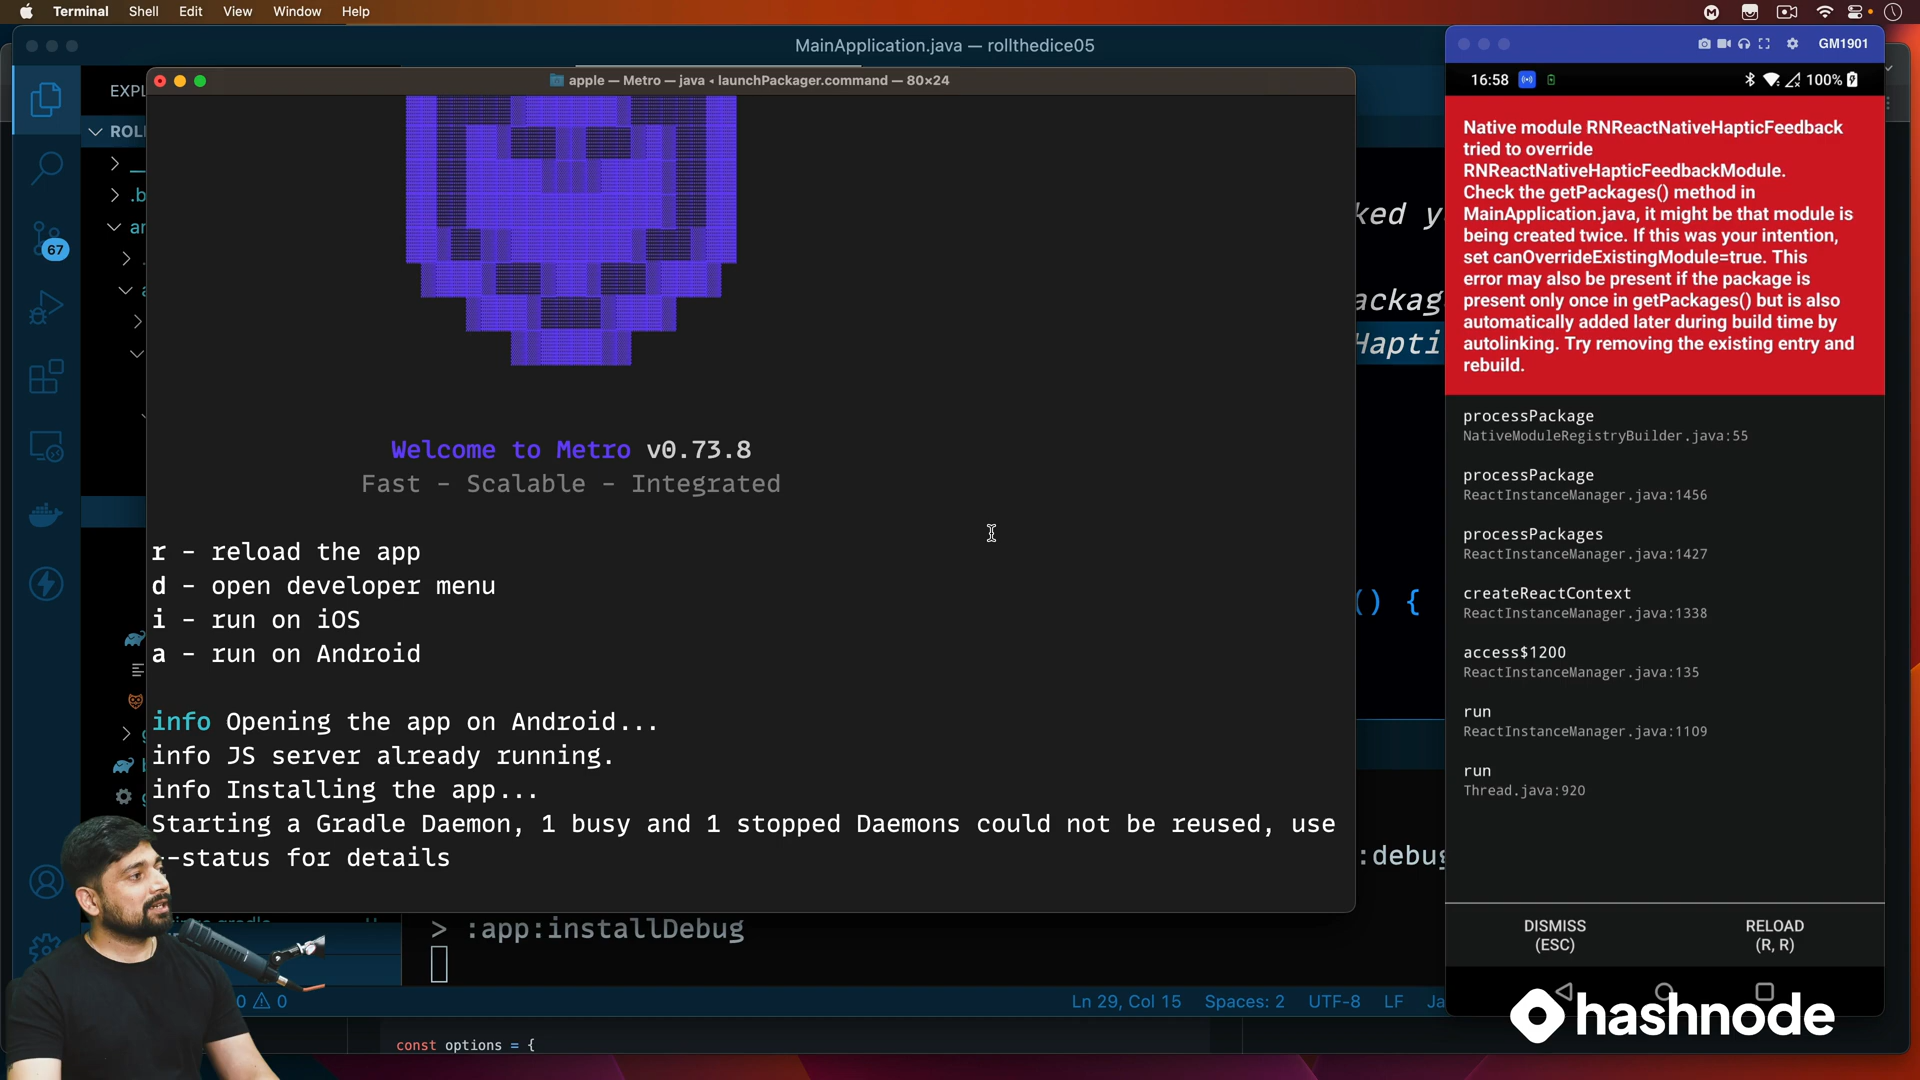 Terminal Shell Edit View Window Help
MainApplication.java — rollthedice05
GM1901
apple — Metro — java ◂ launchPackager.command — 80×24
16:58
100%
EXPL
ROLL
67
Native module RNReactNativeHapticFeedback
tried to override
RNReactNativeHapticFeedbackModule.
Check the getPackages() method in
MainApplication.java, it might be that module is
being created twice. If this was your intention,
set canOverrideExistingModule=true. This
error may also be present if the package is
present only once in getPackages() but is also
automatically added later during build time by
autolinking. Try removing the existing entry and
rebuild.
Welcome to Metro v0.73.8
Fast - Scalable - Integrated
r - reload the app
d - open developer menu
i - run on iOS
a - run on Android
info Opening the app on Android...
info JS server already running.
info Installing the app...
Starting a Gradle Daemon, 1 busy and 1 stopped Daemons could not be reused, use
-status for details
() {
:debug
> :app:installDebug
processPackage
NativeModuleRegistryBuilder.java:55
processPackage
ReactInstanceManager.java:1456
processPackages
ReactInstanceManager.java:1427
createReactContext
ReactInstanceManager.java:1338
access$1200
ReactInstanceManager.java:135
run
ReactInstanceManager.java:1109
run
Thread.java:920
DISMISS
(ESC)
RELOAD
(R, R)
0 0
Ln 29, Col 15 Spaces: 2 UTF-8 LF Ja
const options = {
hashnode